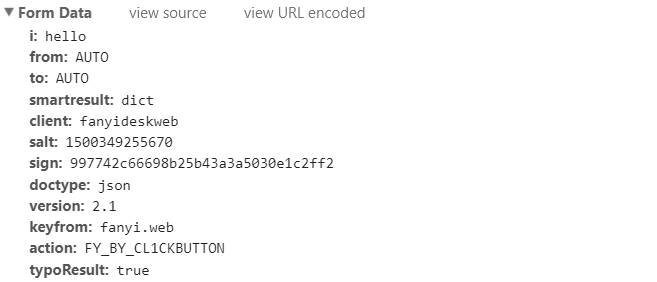 ▼ Form Data view source view URL encoded
i: hello
from: AUTO
to: AUTO
smartresult: dict
client: fanyideskweb
salt: 1500349255670
sign: 997742c66698b25b43a3a5030e1c2ff2
doctype: json
version: 2.1
keyfrom: fanyi.web
action: FY_BY_CL1CKBUTTON
typoResult: true